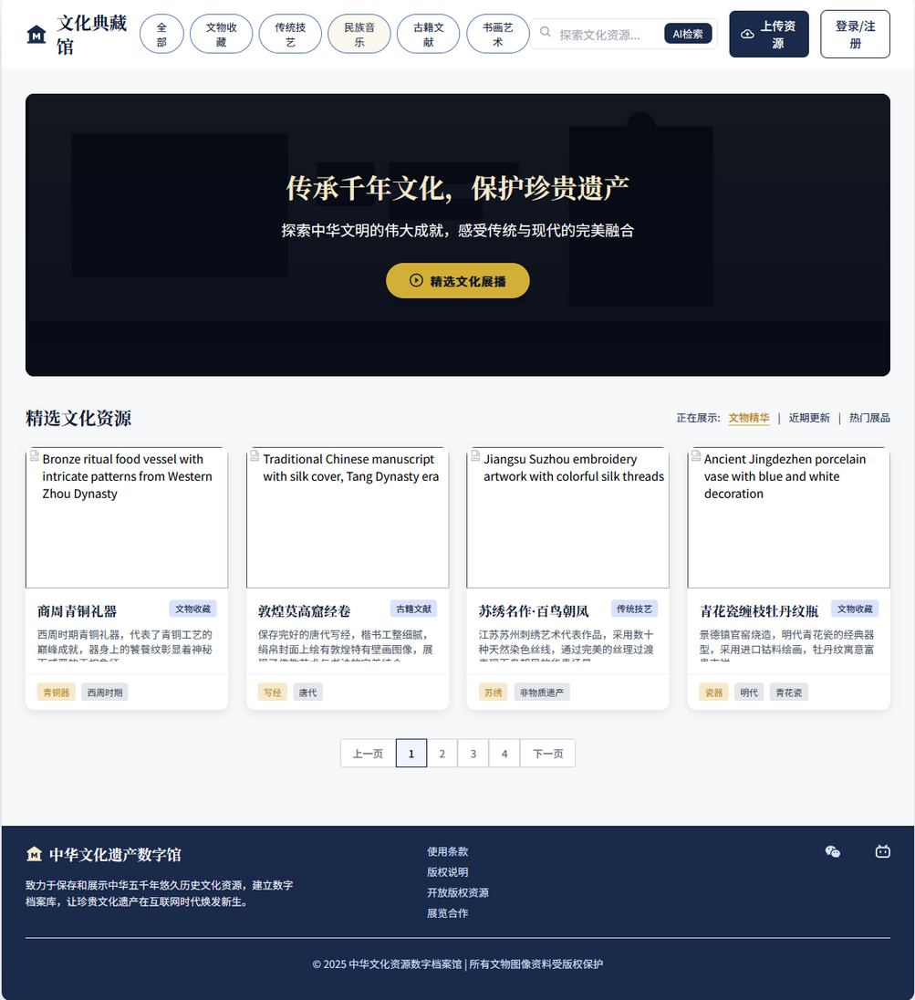 文化典藏
馆
全
部
文物收
藏
传统技
艺
民族音
乐
古籍文
献
书画艺
术
探索文化资源...
AI检索
上传资
源
登录/注
册
传承千年文化，保护珍贵遗产
探索中华文明的伟大成就，感受传统与现代的完美融合
精选文化展播
精选文化资源
正在展示: 文物精华 | 近期更新 | 热门展品
Bronze ritual food vessel with
intricate patterns from Western
Zhou Dynasty
Traditional Chinese manuscript
with silk cover, Tang Dynasty era
Jiangsu Suzhou embroidery
artwork with colorful silk threads
Ancient Jingdezhen porcelain
vase with blue and white
decoration
商周青铜礼器
文物收藏
西周时期青铜礼器，代表了青铜工艺的
巅峰成就，器身上的饕餮纹彰显着神秘
青铜器 西周时期
敦煌莫高窟经卷
古籍文献
保存完好的唐代写经，楷书工整细腻，
绢帛封面上绘有敦煌特有壁画图像，展
写经 唐代
苏绣名作·百鸟朝凤
传统技艺
江苏苏州刺绣艺术代表作品，采用数十
种天然染色丝线，通过完美的丝理过渡
苏绣 非物质遗产
青花瓷缠枝牡丹纹瓶
文物收藏
景德镇官窑烧造，明代青花瓷的经典器
型，采用进口钴料绘画，牡丹纹寓意富
瓷器 明代 青花瓷
上一页 1 2 3 4 下一页
中华文化遗产数字馆
致力于保存和展示中华五千年悠久历史文化资源，建立数字
档案库，让珍贵文化遗产在互联网时代焕发新生。
使用条款
版权说明
开放版权资源
展览合作
© 2025 中华文化资源数字档案馆 | 所有文物图像资料受版权保护